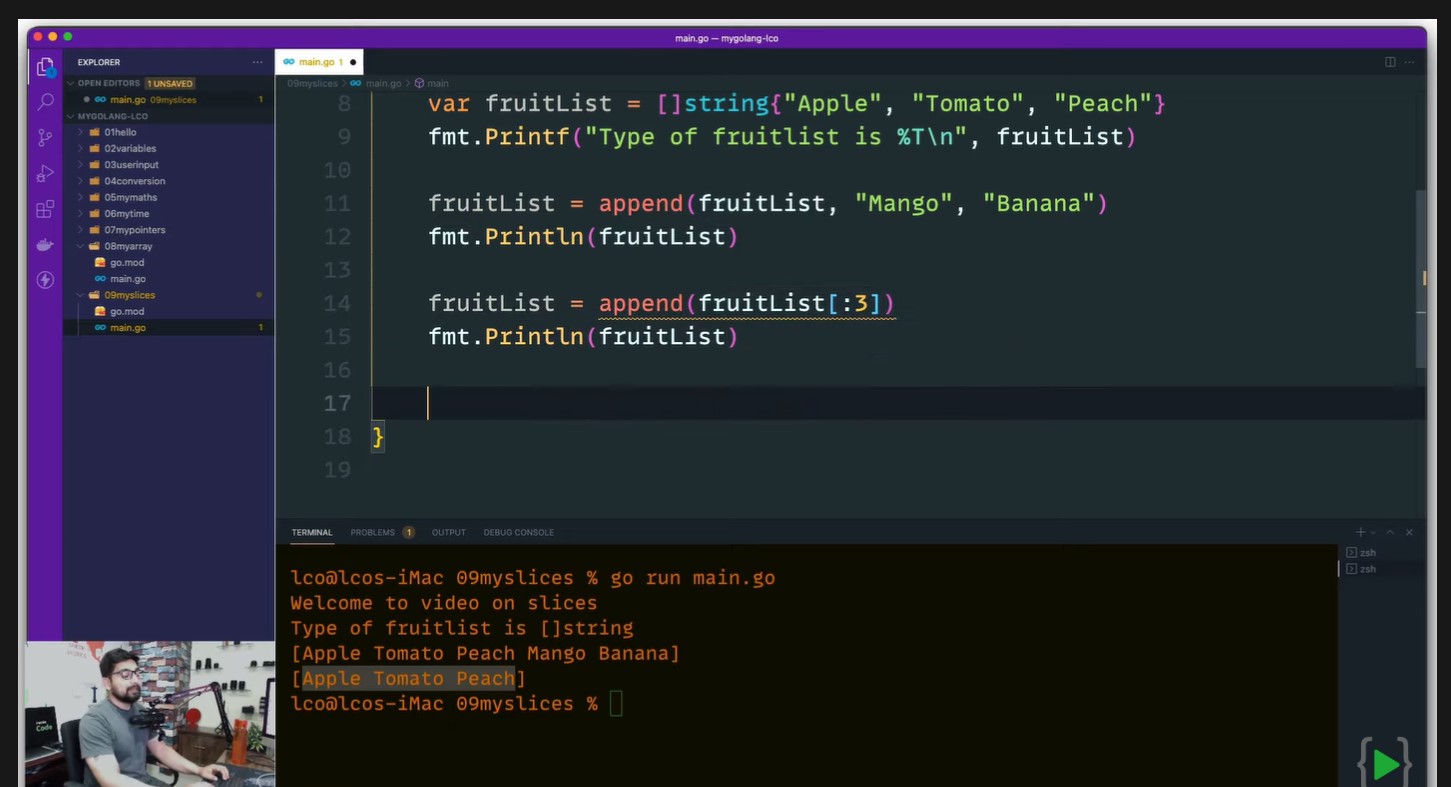 main.go — mygolang-lco
EXPLORER
OPEN EDITORS 1 UNSAVED
main.go 09myslices 1
MYGOLANG-LCO
01hello
02variables
03userinput
04conversion
05mymaths
06mytime
07mypointers
08myarray
go.mod
main.go
09myslices
go.mod
main.go 1
main.go 1
09myslices > main.go > main
8 var fruitList = []string{"Apple", "Tomato", "Peach"}
9 fmt.Printf("Type of fruitlist is %T\n", fruitList)
10
11 fruitList = append(fruitList, "Mango", "Banana")
12 fmt.Println(fruitList)
13
14 fruitList = append(fruitList[:3])
15 fmt.Println(fruitList)
16
17
18 }
19
TERMINAL PROBLEMS 1 OUTPUT DEBUG CONSOLE
lco@lcos-iMac 09myslices % go run main.go
Welcome to video on slices
Type of fruitlist is []string
[Apple Tomato Peach Mango Banana]
[Apple Tomato Peach]
lco@lcos-iMac 09myslices %
zsh
zsh
Code